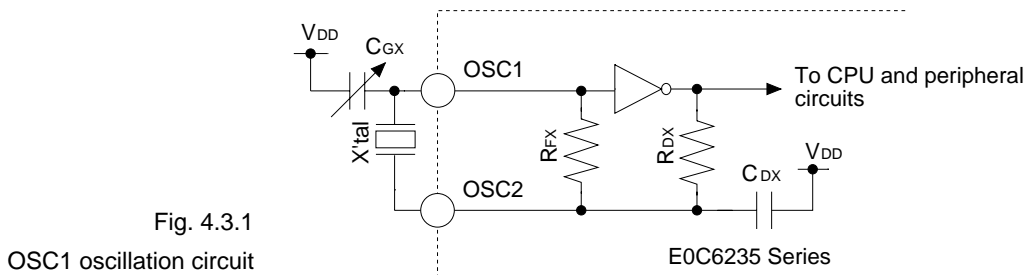 VDD
CGX
OSC1
To CPU and peripheral
circuits
X'tal
RFX
RDX
VDD
CDX
OSC2
Fig. 4.3.1
OSC1 oscillation circuit
E0C6235 Series